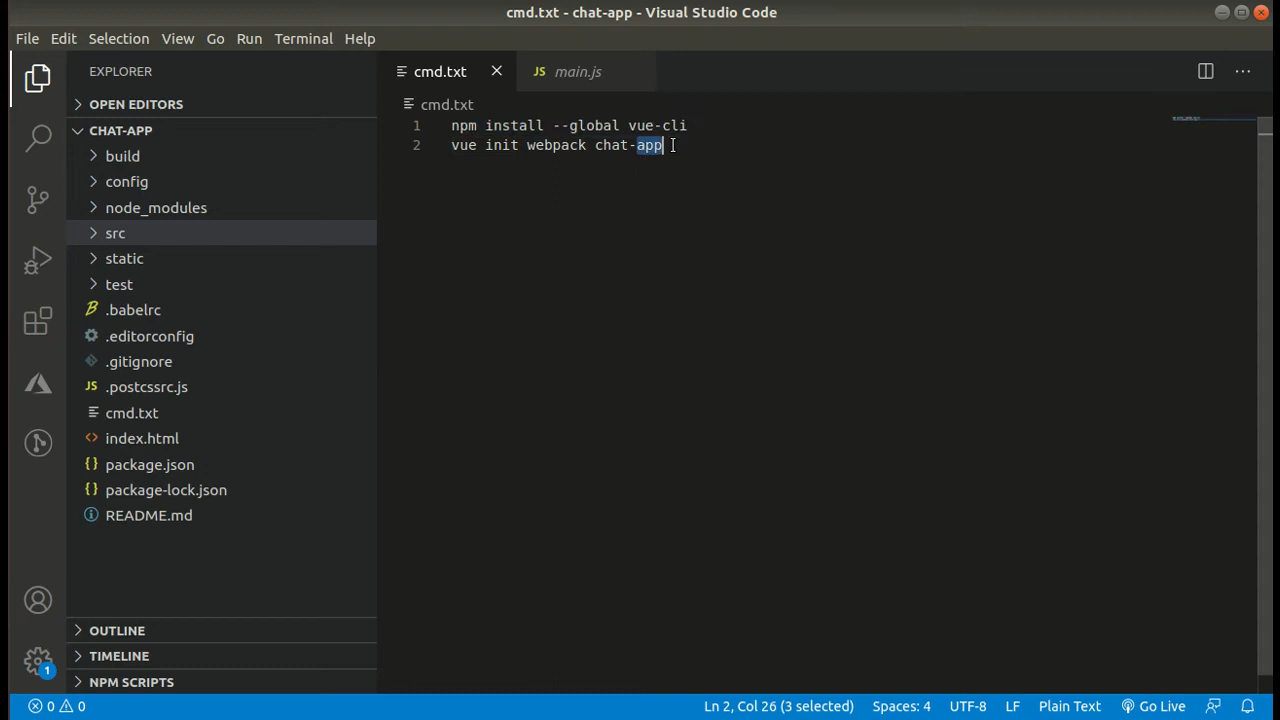 cmd.txt - chat-app - Visual Studio Code
File Edit Selection View Go Run Terminal Help
EXPLORER
OPEN EDITORS
CHAT-APP
build
config
node_modules
src
static
test
.babelrc
.editorconfig
.gitignore
JS .postcssrc.js
cmd.txt
<> index.html
{} package.json
{} package-lock.json
README.md
OUTLINE
TIMELINE
NPM SCRIPTS
1
cmd.txt
JS main.js
cmd.txt
1 npm install --global vue-cli
2 vue init webpack chat-app
0 0 Ln 2, Col 26 (3 selected) Spaces: 4 UTF-8 LF Plain Text Go Live